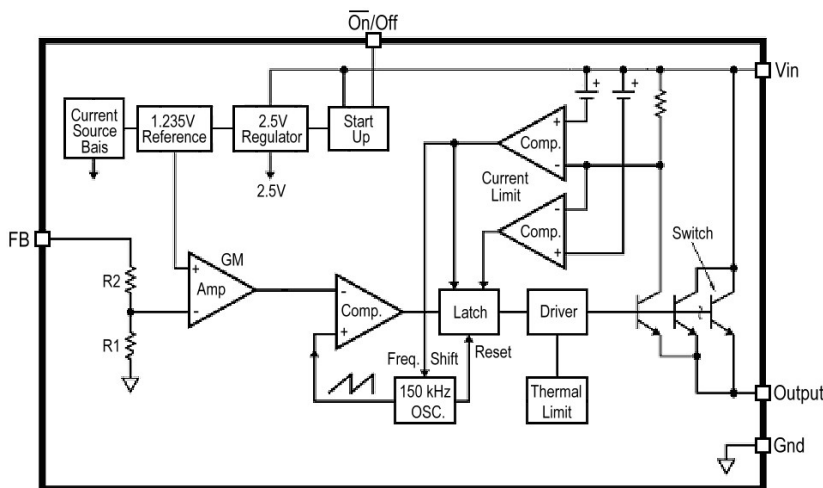 On/Off
Vin
Current
Source
Bais
1.235V
Reference
2.5V
Regulator
Start
Up
+
+
+
Comp.
-
2.5V
Current
Limit
-
Comp.
+
FB
GM
Switch
R2
+
Amp
-
-
Comp.
+
Latch
Driver
R1
Freq. Shift
Reset
150 kHz
OSC.
Thermal
Limit
Output
Gnd